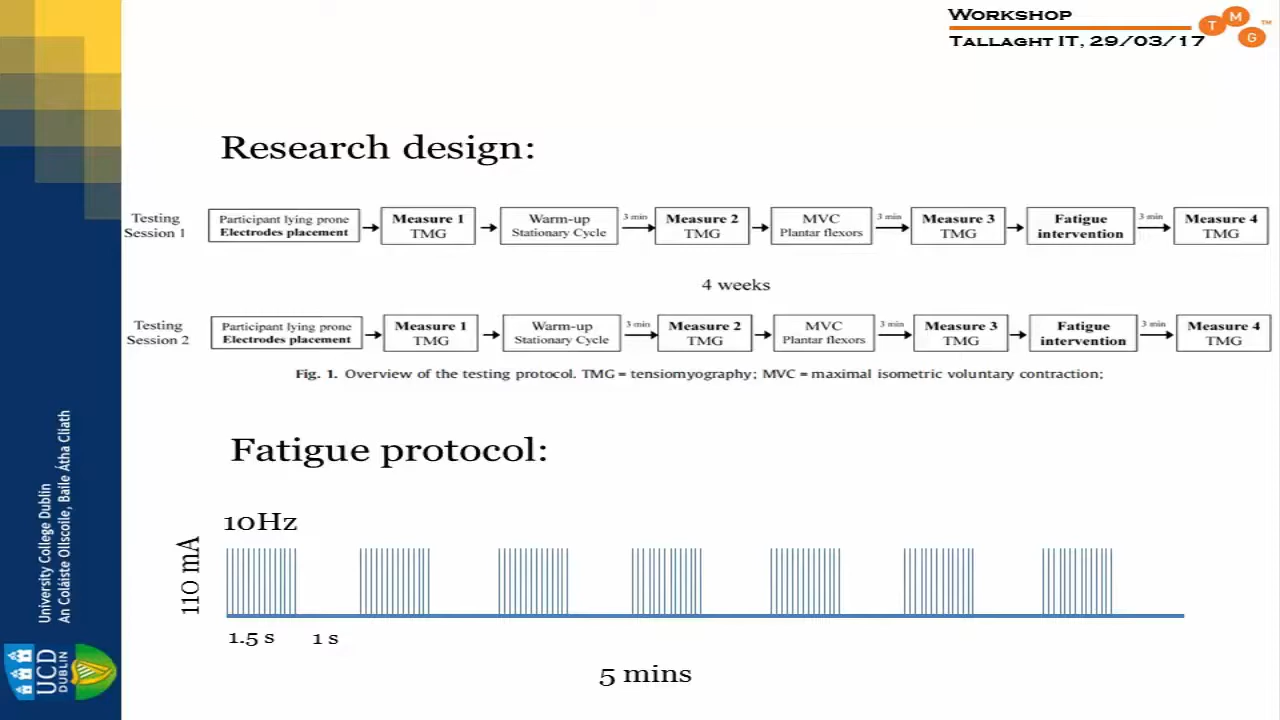 WORKSHOP
TALLAGHT IT, 29/03/17
T M G ™
Research design:
Testing Session 1
Participant lying prone
Electrodes placement
Measure 1
TMG
Warm-up
Stationary Cycle
3 min
Measure 2
TMG
MVC
Plantar flexors
3 min
Measure 3
TMG
Fatigue
intervention
3 min
Measure 4
TMG
4 weeks
Testing Session 2
Participant lying prone
Electrodes placement
Measure 1
TMG
Warm-up
Stationary Cycle
3 min
Measure 2
TMG
MVC
Plantar flexors
3 min
Measure 3
TMG
Fatigue
intervention
3 min
Measure 4
TMG
Fig. 1. Overview of the testing protocol. TMG = tensiomyography; MVC = maximal isometric voluntary contraction;
Fatigue protocol:
10Hz
110 mA
1.5 s
1 s
5 mins
University College Dublin
An Coláiste Ollscoile, Baile Átha Cliath
UCD
DUBLIN